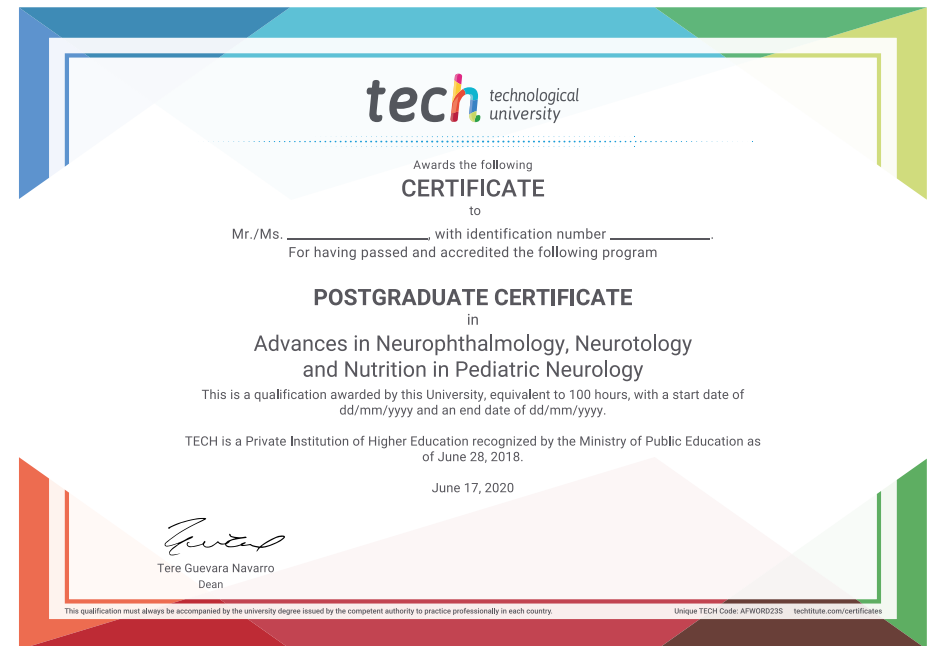 tech technological
university
Awards the following
CERTIFICATE
to
Mr./Ms. ____________________, with identification number ______________.
For having passed and accredited the following program
POSTGRADUATE CERTIFICATE
in
Advances in Neurophthalmology, Neurotology
and Nutrition in Pediatric Neurology
This is a qualification awarded by this University, equivalent to 100 hours, with a start date of
dd/mm/yyyy and an end date of dd/mm/yyyy.
TECH is a Private Institution of Higher Education recognized by the Ministry of Public Education as
of June 28, 2018.
June 17, 2020
Tere Guevara Navarro
Dean
This qualification must always be accompanied by the university degree issued by the competent authority to practice professionally in each country.
Unique TECH Code: AFWORD23S techtitute.com/certificates